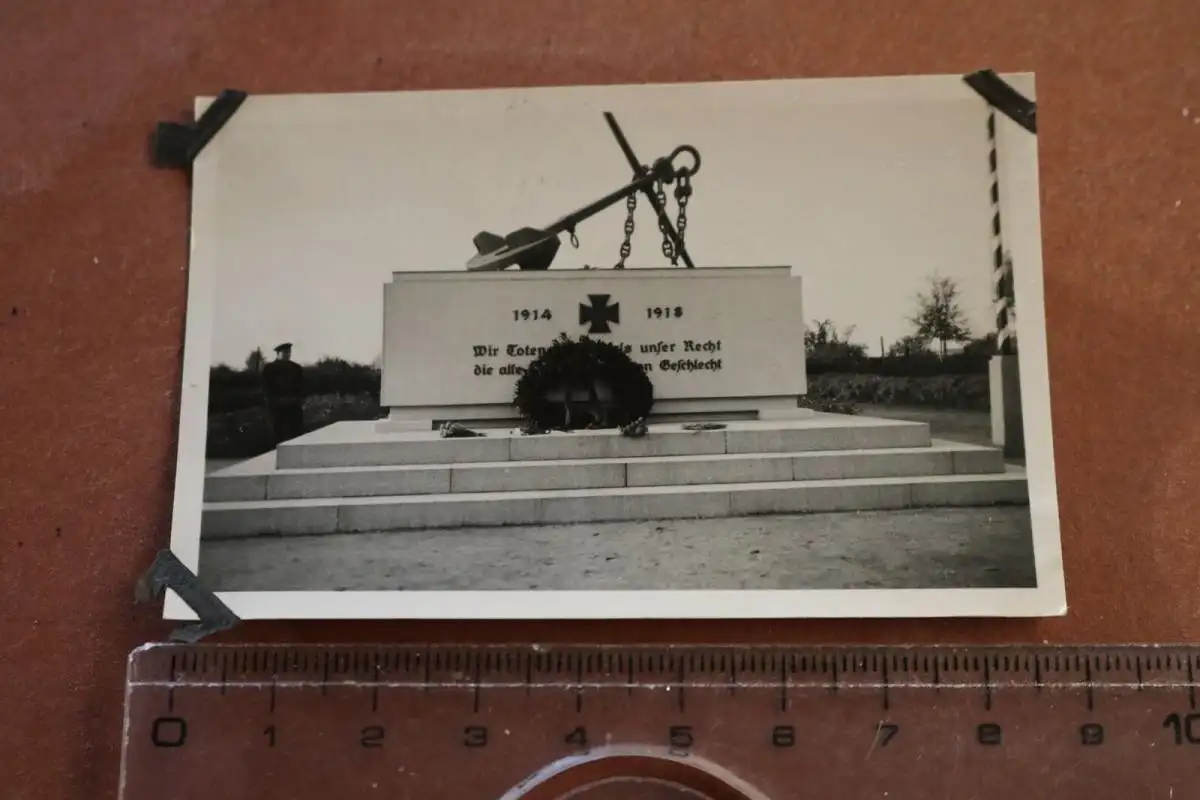 1914 1918
Wir Toten unser Recht
die alte Geschlecht
0 1 2 3 4 5 6 7 8 9 10